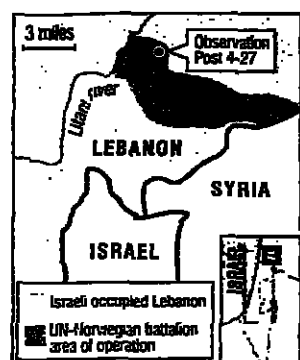 3 miles
Observation
Post 4-27
Litani river
LEBANON
SYRIA
ISRAEL
ISRAEL
Israeli occupied Lebanon
UN-Norwegian battalion
area of operation